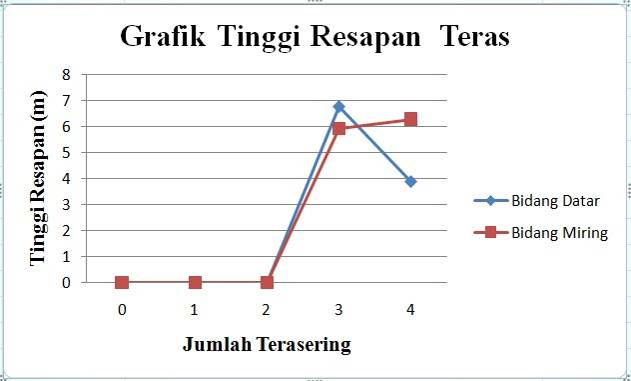 Grafik Tinggi Resapan Teras
Tinggi Resapan (m)
8
7
6
5
4
3
2
1
0
0 1 2 3 4
Jumlah Terasering
Bidang Datar
Bidang Miring